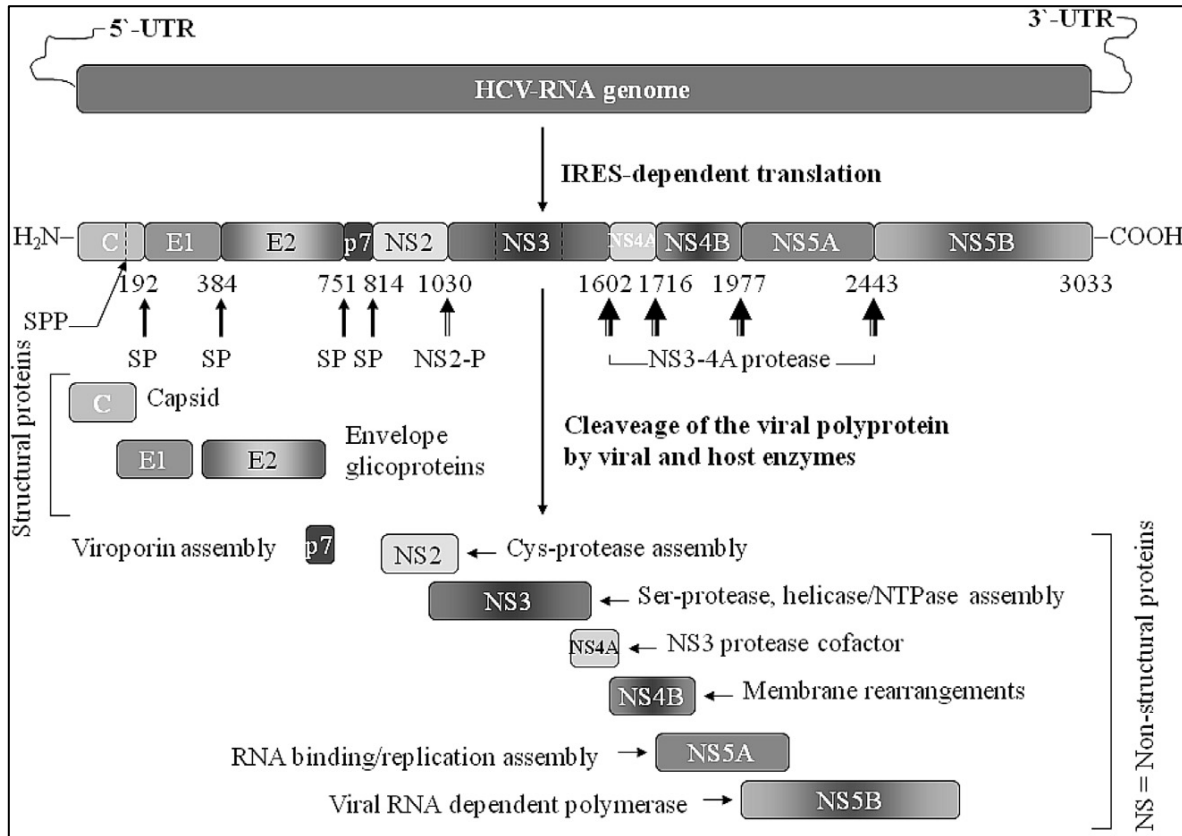 5`-UTR
3`-UTR
HCV-RNA genome
IRES-dependent translation
H₂N–
C
E1
E2
p7
NS2
NS3
NS4A
NS4B
NS5A
NS5B
–COOH
192
384
751
814
1030
1602
1716
1977
2443
3033
SPP
SP
SP
SP
SP
NS2-P
NS3-4A protease
Structural proteins
C
Capsid
E1
E2
Envelope
glicoproteins
Cleaveage of the viral polyprotein
by viral and host enzymes
Viroporin assembly
p7
NS2
Cys-protease assembly
NS3
Ser-protease, helicase/NTPase assembly
NS4A
NS3 protease cofactor
NS4B
Membrane rearrangements
RNA binding/replication assembly
NS5A
Viral RNA dependent polymerase
NS5B
NS = Non-structural proteins